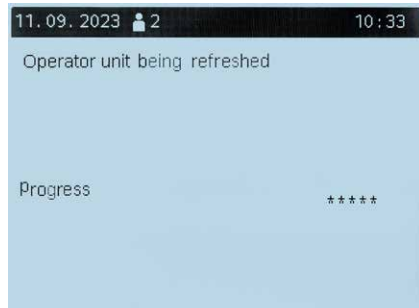 11.09.2023 2 10:33
Operator unit being refreshed
Progress *****